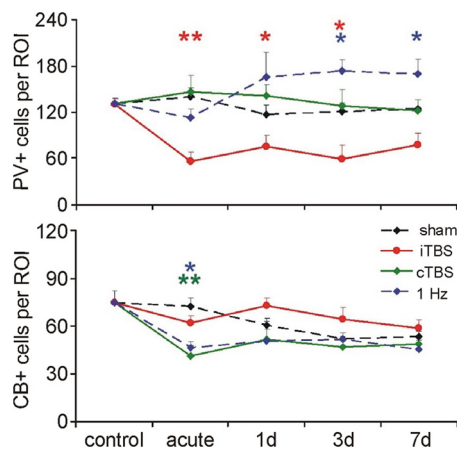 PV+ cells per ROI
240
180
120
60
0
** * * *
*
CB+ cells per ROI
120
90
60
30
0
*
**
sham
iTBS
cTBS
1 Hz
control acute 1d 3d 7d